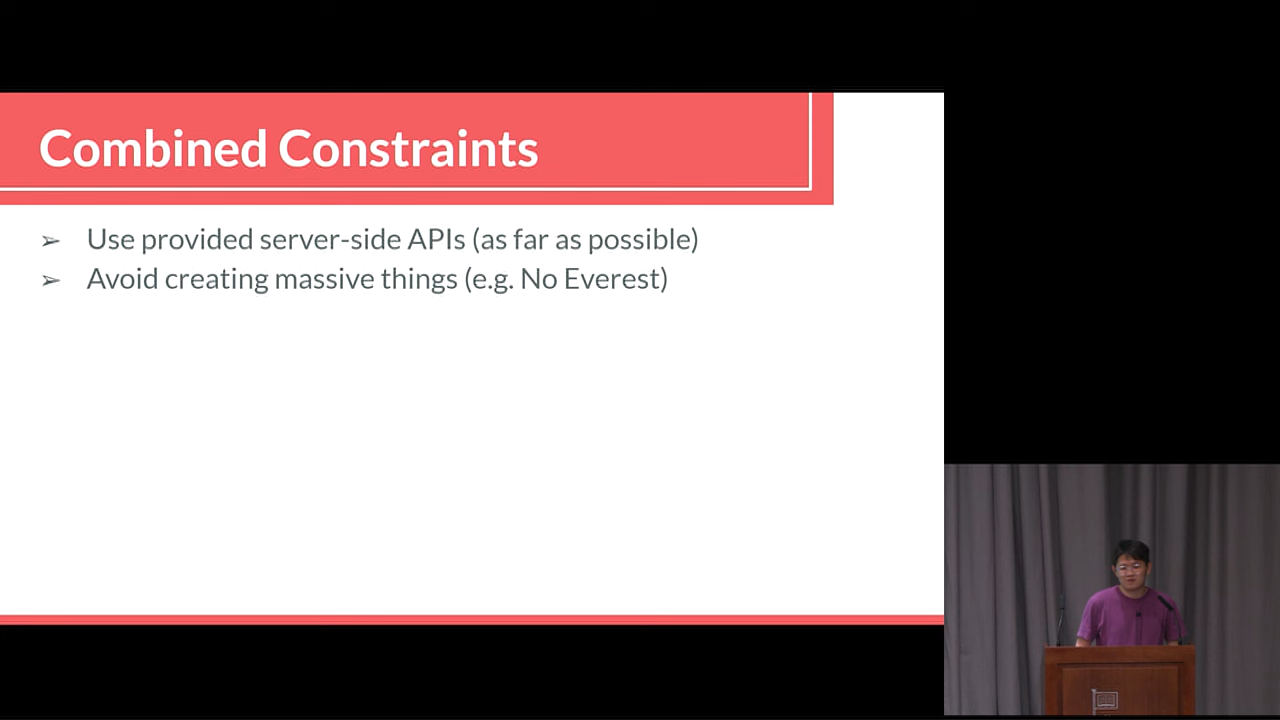 Combined Constraints
➢ Use provided server-side APIs (as far as possible)
➢ Avoid creating massive things (e.g. No Everest)